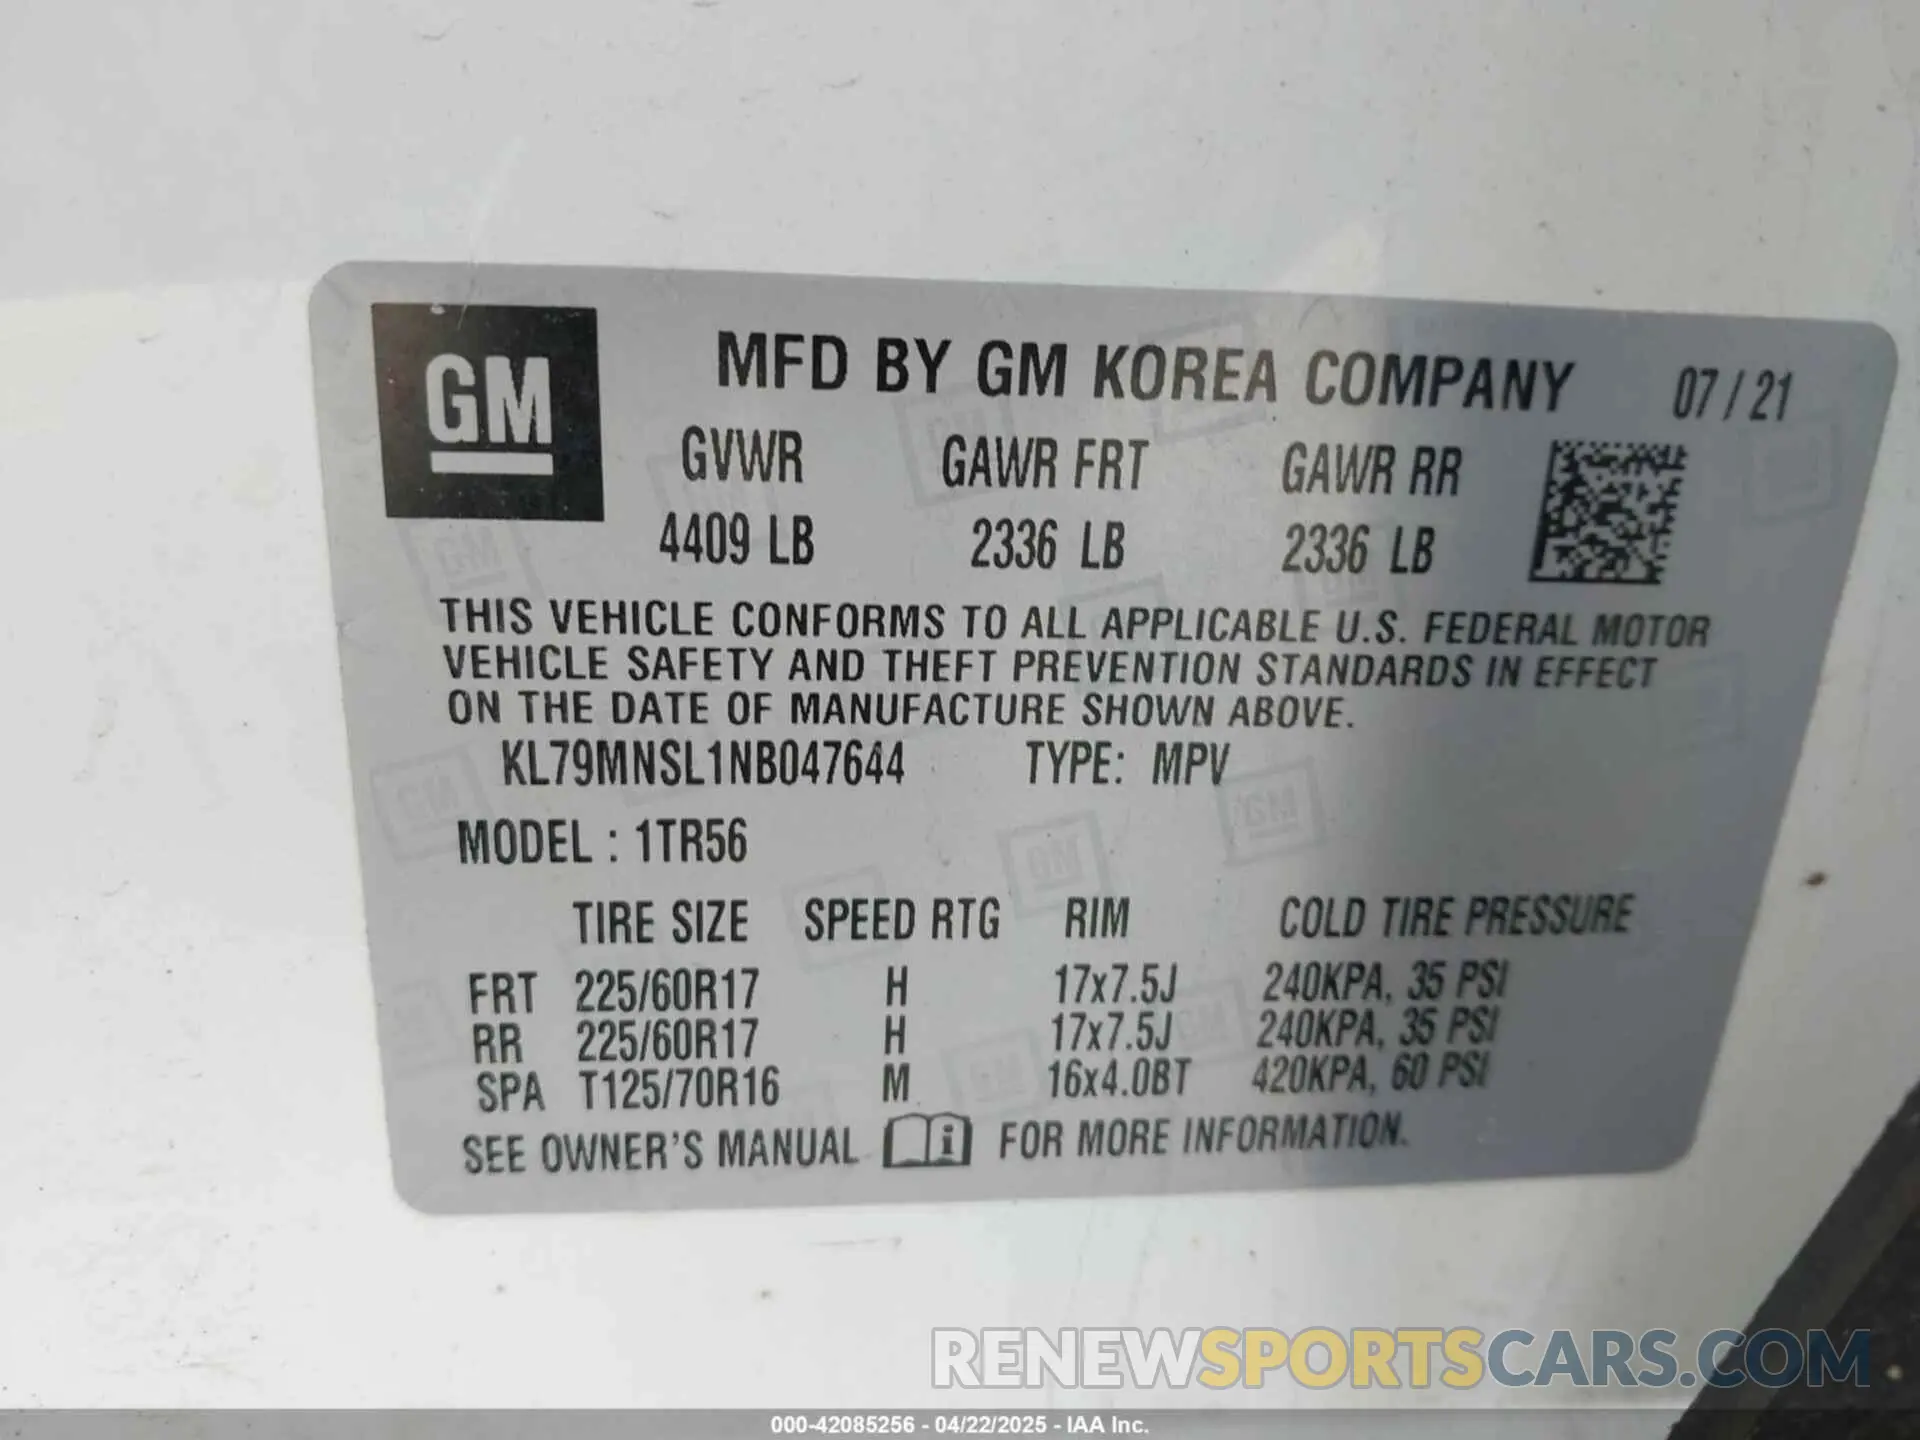 GM
MFD BY GM KOREA COMPANY 07 / 21
GVWR GAWR FRT GAWR RR
4409 LB 2336 LB 2336 LB
THIS VEHICLE CONFORMS TO ALL APPLICABLE U.S. FEDERAL MOTOR
VEHICLE SAFETY AND THEFT PREVENTION STANDARDS IN EFFECT
ON THE DATE OF MANUFACTURE SHOWN ABOVE.
KL79MNSL1NB047644 TYPE: MPV
MODEL : 1TR56
TIRE SIZE SPEED RTG RIM COLD TIRE PRESSURE
FRT 225/60R17 H 17x7.5J 240KPA, 35 PSI
RR 225/60R17 H 17x7.5J 240KPA, 35 PSI
SPA T125/70R16 M 16x4.0BT 420KPA, 60 PSI
SEE OWNER'S MANUAL i FOR MORE INFORMATION.
RENEWSPORTSCARS.COM
000-42085256 - 04/22/2025 - IAA Inc.